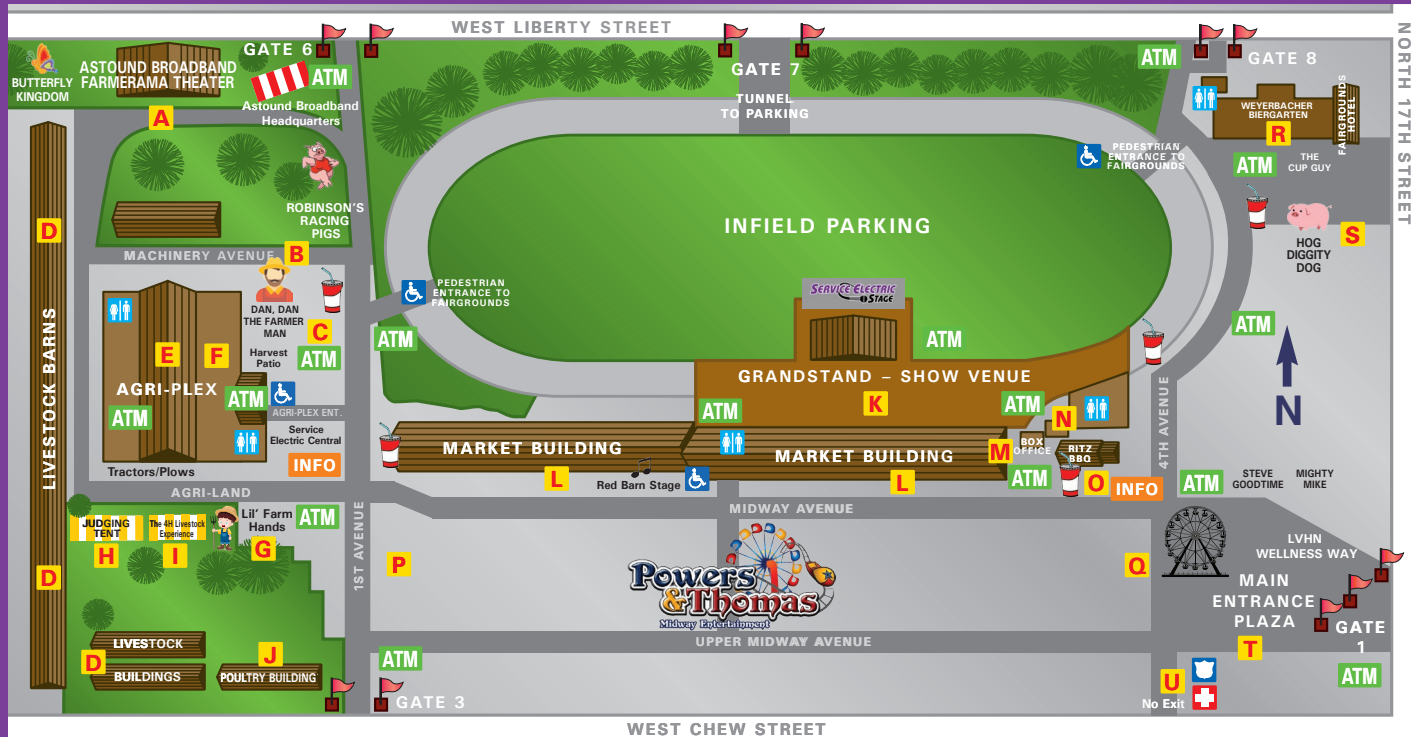 WEST LIBERTY STREET
NORTH 17TH STREET
BUTTERFLY
KINGDOM
ASTOUND BROADBAND
FARMERAMA THEATER
A
GATE 6
ATM
Astound Broadband
Headquarters
GATE 7
TUNNEL
TO PARKING
ATM
GATE 8
WEYERBACHER
BIERGARTEN
R
FAIRGROUNDS
HOTEL
ATM
THE
CUP GUY
HOG
DIGGITY
DOG
S
PEDESTRIAN
ENTRANCE TO
FAIRGROUNDS
INFIELD PARKING
ROBINSON'S
RACING
PIGS
MACHINERY AVENUE
B
LIVESTOCK BARNS
D
D
DAN, DAN
THE FARMER
MAN
C
Harvest
Patio
ATM
E
F
AGRI-PLEX
ATM
ATM
AGRI-PLEX ENT.
Service
Electric Central
INFO
Tractors/Plows
PEDESTRIAN
ENTRANCE TO
FAIRGROUNDS
ATM
SERVICE ELECTRIC
STAGE
ATM
GRANDSTAND – SHOW VENUE
K
ATM
ATM
N
ATM
N
4TH AVENUE
MARKET BUILDING
L
Red Barn Stage
MARKET BUILDING
L
M
BOX
OFFICE
ATM
RITZ
BBQ
O
INFO
ATM
STEVE
GOODTIME
MIGHTY
MIKE
AGRI-LAND
JUDGING
TENT
H
The 4H Livestock
Experience
I
Lil' Farm
Hands
G
ATM
1ST AVENUE
MIDWAY AVENUE
P
Powers
&Thomas
Midway Entertainment
Q
LVHN
WELLNESS WAY
MAIN
ENTRANCE
PLAZA
T
GATE
1
ATM
UPPER MIDWAY AVENUE
LIVESTOCK
D
BUILDINGS
J
POULTRY BUILDING
ATM
GATE 3
U
No Exit
WEST CHEW STREET